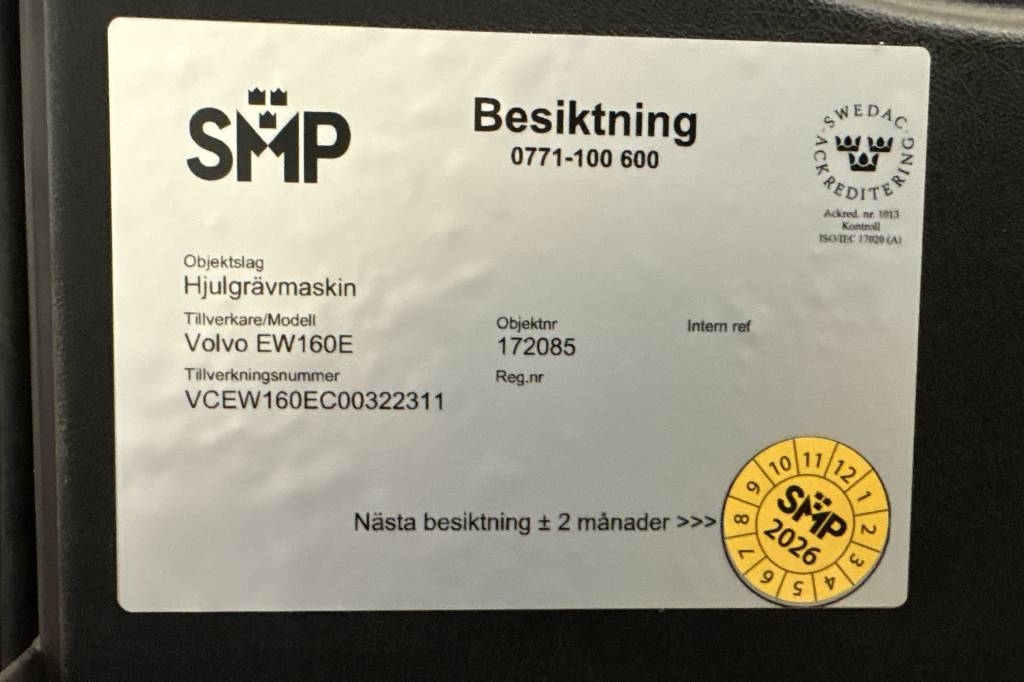 SMP
Besiktning
0771-100 600
SWEDAC ACKREDITERING
Ackred. nr. 1013
Kontroll
ISO/IEC 17020 (A)
Objektslag
Hjulgrävmaskin
Tillverkare/Modell
Volvo EW160E
Objektnr
172085
Intern ref
Tillverkningsnummer
VCEW160EC00322311
Reg.nr
Nästa besiktning ± 2 månader >>>
1 2 3 4 5 6 7 8 9 10 11 12
SMP
2026